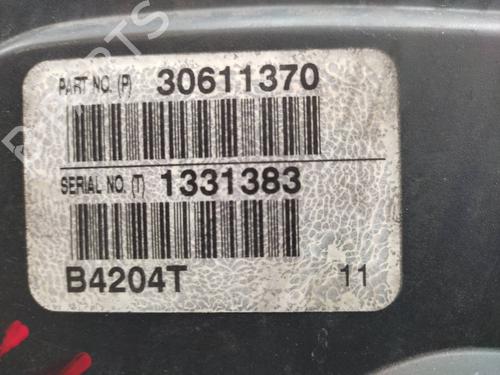 PART NO. (P) 30611370
SERIAL NO. (T) 1331383
B4204T 11